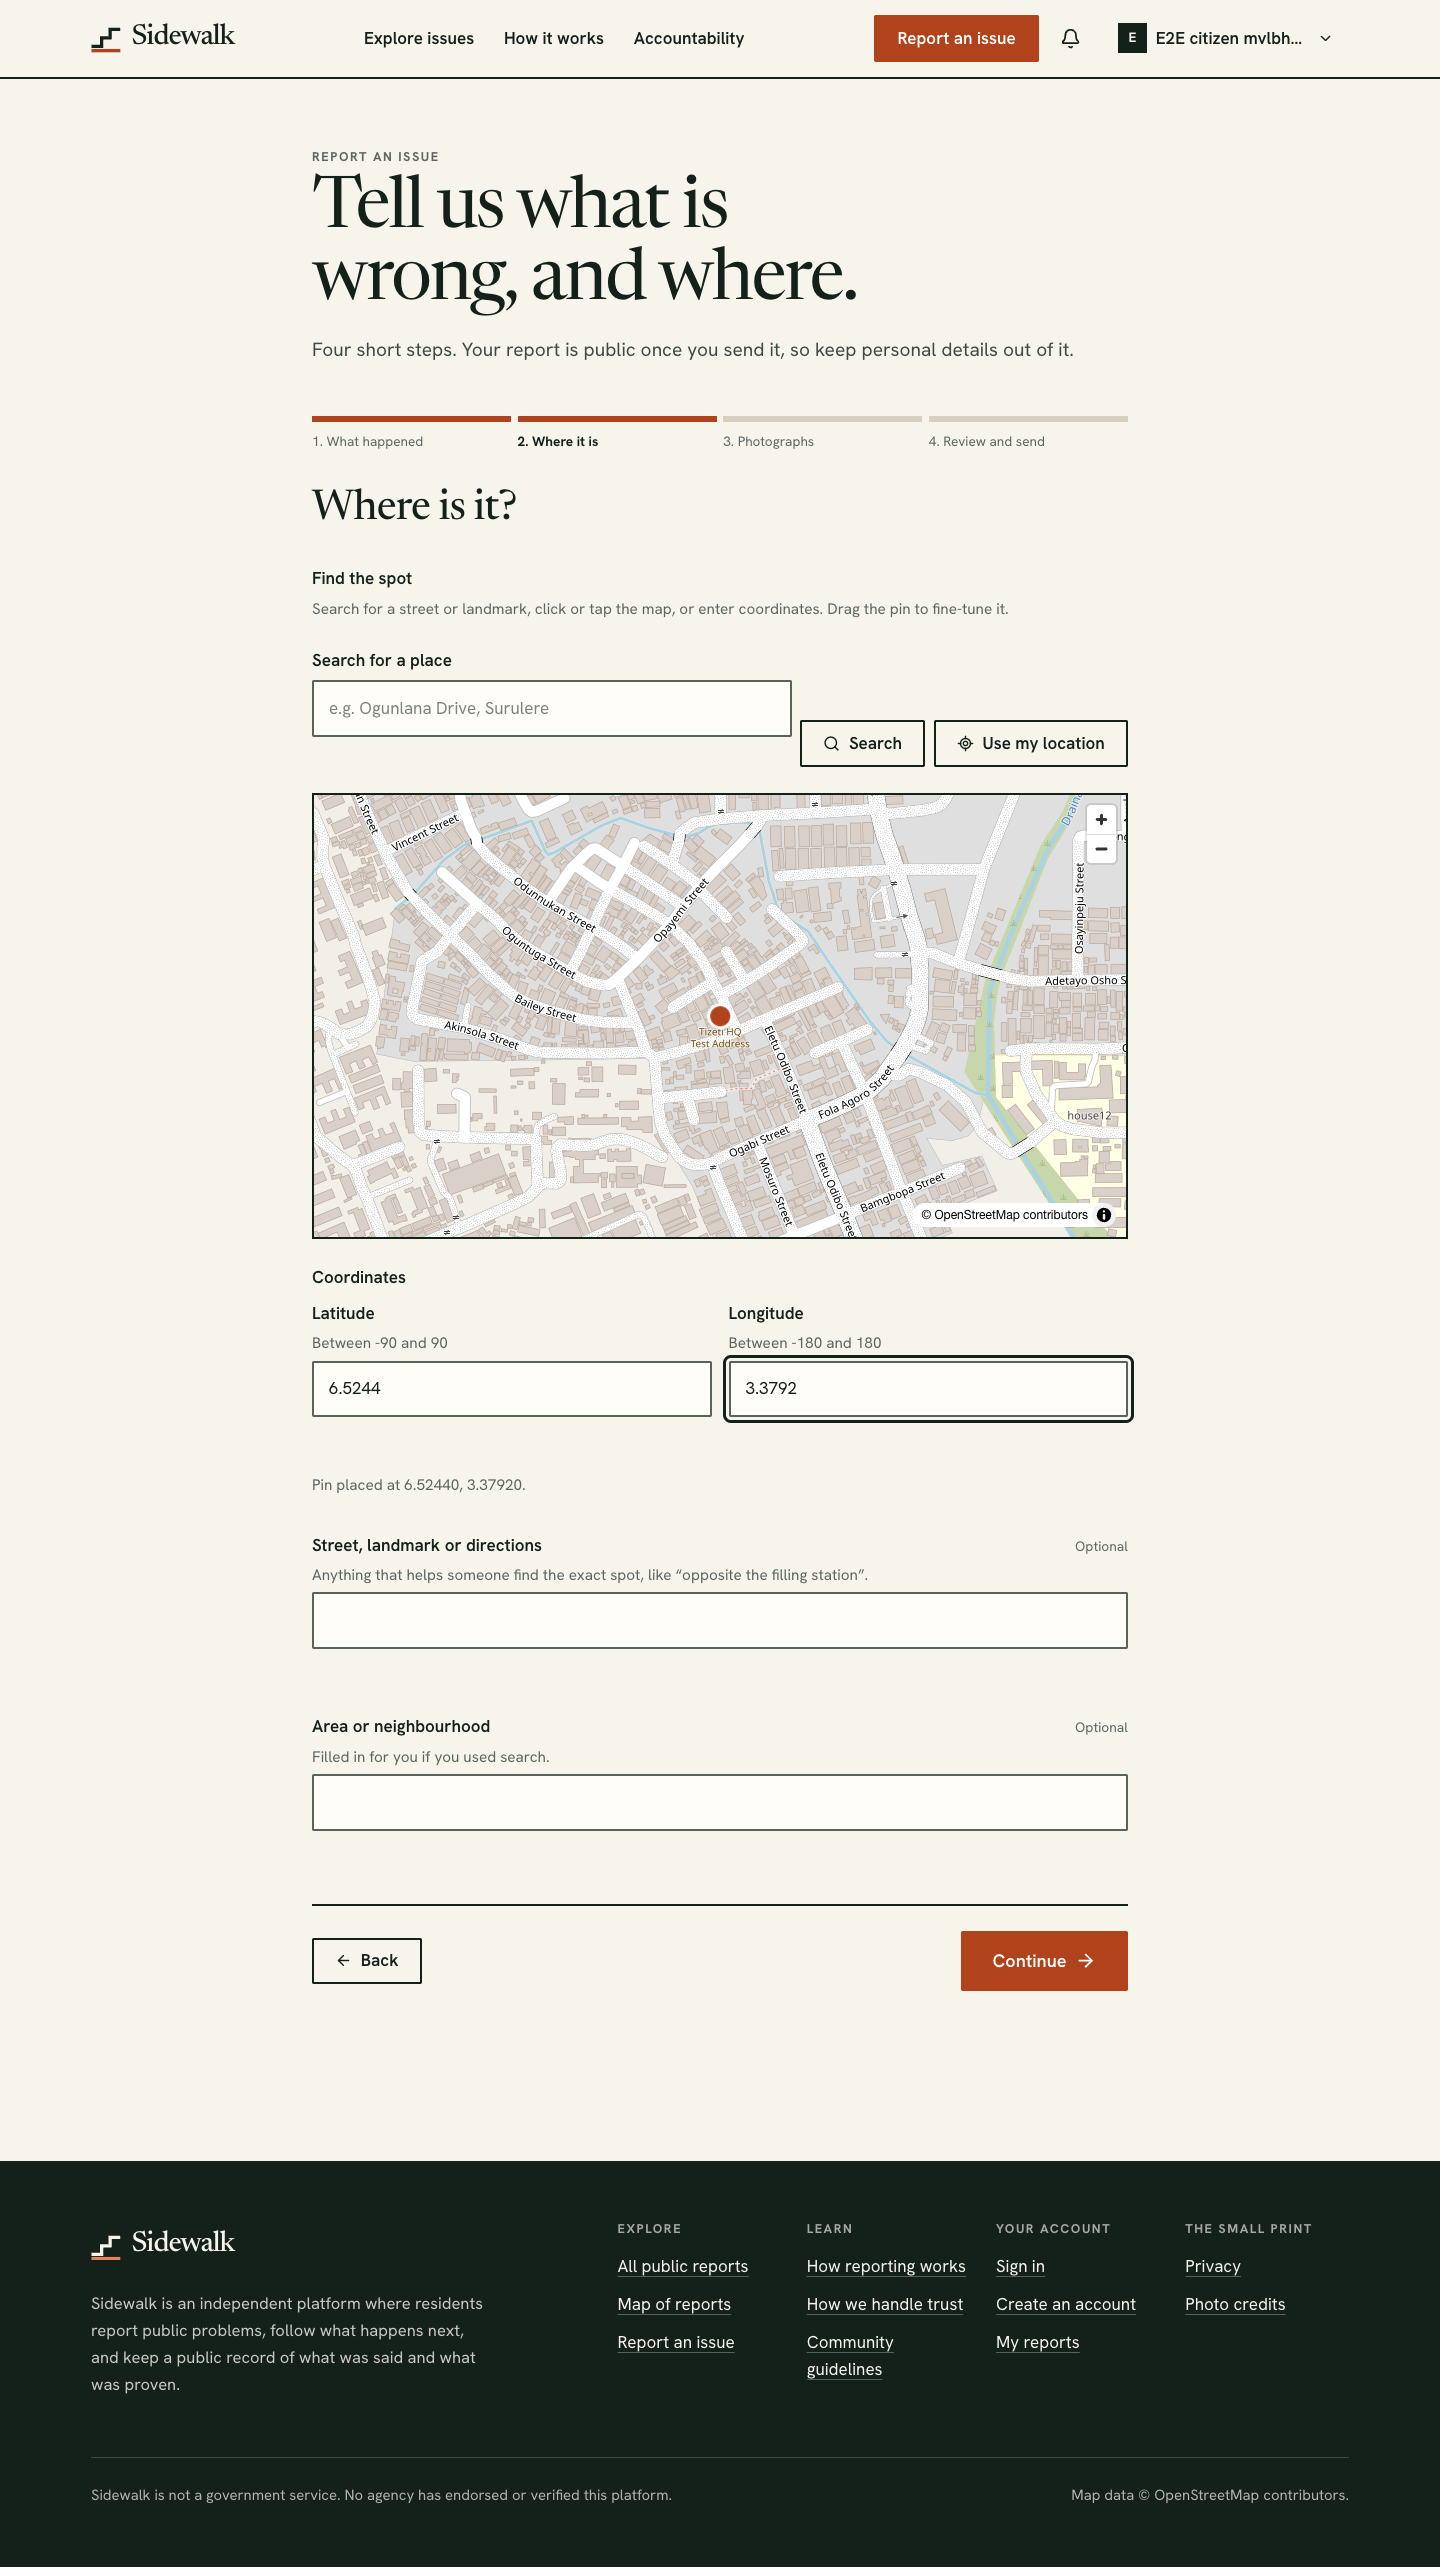 Sidewalk
Explore issues
How it works
Accountability
Report an issue
E
E2E citizen mvlbh...
REPORT AN ISSUE
Tell us what is
wrong, and where.
Four short steps. Your report is public once you send it, so keep personal details out of it.
1. What happened
2. Where it is
3. Photographs
4. Review and send
Where is it?
Find the spot
Search for a street or landmark, click or tap the map, or enter coordinates. Drag the pin to fine-tune it.
Search for a place
e.g. Ogunlana Drive, Surulere
Search
Use my location
Vincent Street
Odunnukan Street
Opayemi Street
Oguntuga Street
Bailey Street
Akinsola Street
Tizeti HQ
Test Address
Eletu Odibo Street
Fola Agoro Street
Ogabi Street
Mosuro Street
Eletu Odibo Street
Bamgbopa Street
Osayinpeju Street
Adetayo Osho S
house12
© OpenStreetMap contributors
Coordinates
Latitude
Between -90 and 90
6.5244
Longitude
Between -180 and 180
3.3792
Pin placed at 6.52440, 3.37920.
Street, landmark or directions
Optional
Anything that helps someone find the exact spot, like “opposite the filling station”.
Area or neighbourhood
Optional
Filled in for you if you used search.
Back
Continue
Sidewalk
Sidewalk is an independent platform where residents
report public problems, follow what happens next,
and keep a public record of what was said and what
was proven.
EXPLORE
All public reports
Map of reports
Report an issue
LEARN
How reporting works
How we handle trust
Community
guidelines
YOUR ACCOUNT
Sign in
Create an account
My reports
THE SMALL PRINT
Privacy
Photo credits
Sidewalk is not a government service. No agency has endorsed or verified this platform.
Map data © OpenStreetMap contributors.